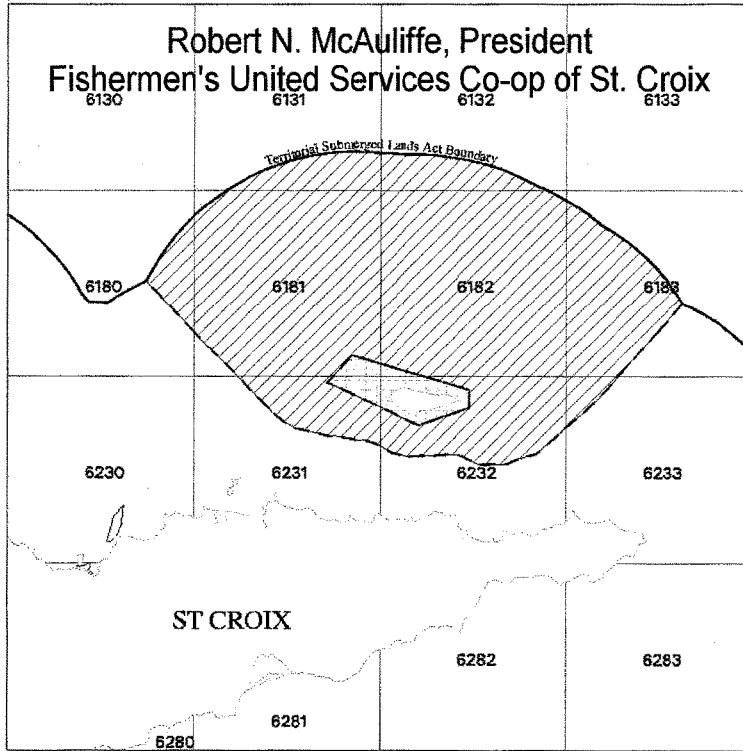 Robert N. McAuliffe, President
Fishermen's United Services Co-op of St. Croix
6130 6131 6132 6133
Territorial Submerged Lands Act Boundary
6180 6181 6182 6183
6230 6231 6232 6233
ST CROIX
6282 6283
6281
6280